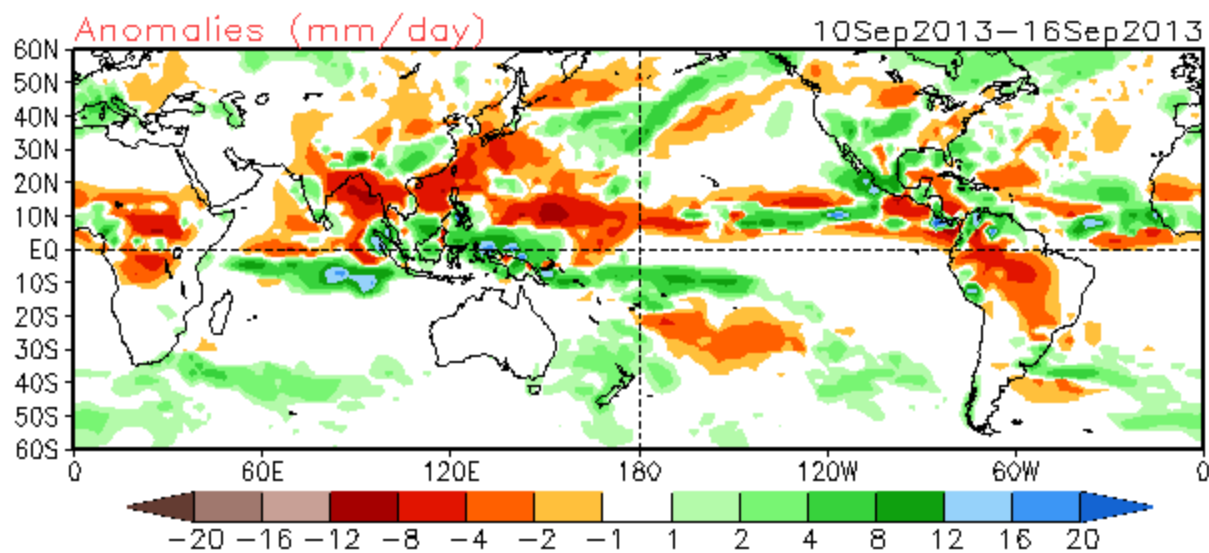 Anomalies (mm/day) 10Sep2013–16Sep2013
60N
50N
40N
30N
20N
10N
EQ
10S
20S
30S
40S
50S
60S
0 60E 120E 180 120W 60W 0
−20 −16 −12 −8 −4 −2 −1 1 2 4 8 12 16 20